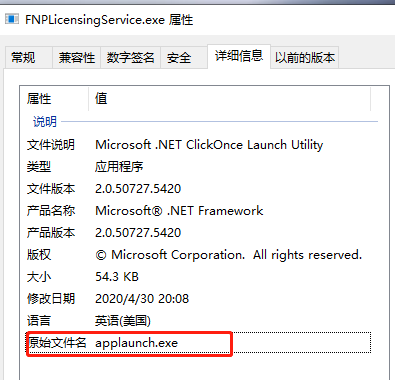 FNPLicensingService.exe 属性
常规 兼容性 数字签名 安全 详细信息 以前的版本
属性 值
说明
文件说明 Microsoft .NET ClickOnce Launch Utility
类型 应用程序
文件版本 2.0.50727.5420
产品名称 Microsoft® .NET Framework
产品版本 2.0.50727.5420
版权 © Microsoft Corporation.  All rights reserved.
大小 54.3 KB
修改日期 2020/4/30 20:08
语言 英语(美国)
原始文件名 applaunch.exe